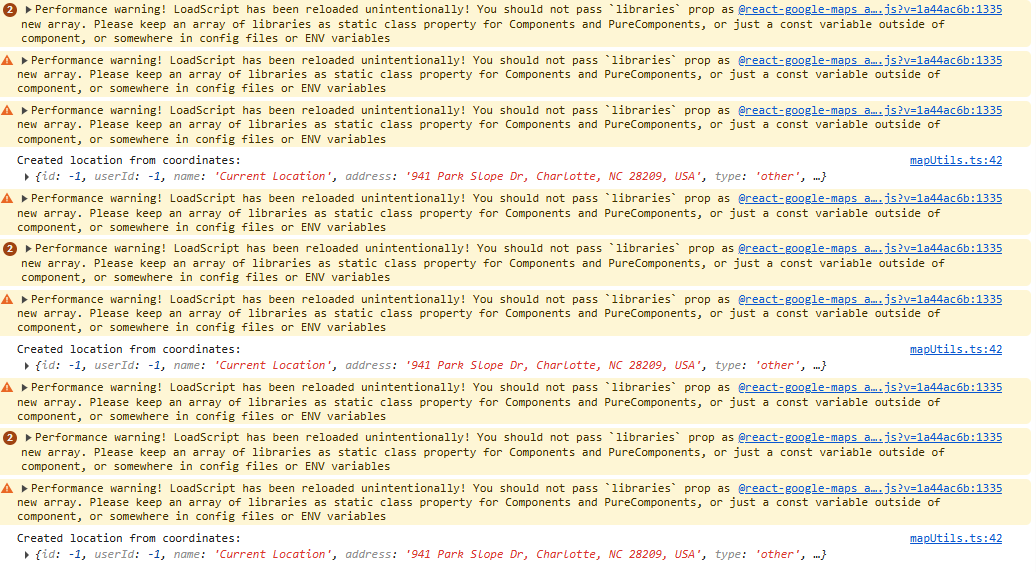 2 Performance warning! LoadScript has been reloaded unintentionally! You should not pass `libraries` prop as @react-google-maps_a….js?v=1a44ac6b:1335
new array. Please keep an array of libraries as static class property for Components and PureComponents, or just a const variable outside of
component, or somewhere in config files or ENV variables
Performance warning! LoadScript has been reloaded unintentionally! You should not pass `libraries` prop as @react-google-maps_a….js?v=1a44ac6b:1335
new array. Please keep an array of libraries as static class property for Components and PureComponents, or just a const variable outside of
component, or somewhere in config files or ENV variables
Performance warning! LoadScript has been reloaded unintentionally! You should not pass `libraries` prop as @react-google-maps_a….js?v=1a44ac6b:1335
new array. Please keep an array of libraries as static class property for Components and PureComponents, or just a const variable outside of
component, or somewhere in config files or ENV variables
Created location from coordinates: mapUtils.ts:42
{id: -1, userId: -1, name: 'Current Location', address: '941 Park Slope Dr, Charlotte, NC 28209, USA', type: 'other', …}
Performance warning! LoadScript has been reloaded unintentionally! You should not pass `libraries` prop as @react-google-maps_a….js?v=1a44ac6b:1335
new array. Please keep an array of libraries as static class property for Components and PureComponents, or just a const variable outside of
component, or somewhere in config files or ENV variables
2 Performance warning! LoadScript has been reloaded unintentionally! You should not pass `libraries` prop as @react-google-maps_a….js?v=1a44ac6b:1335
new array. Please keep an array of libraries as static class property for Components and PureComponents, or just a const variable outside of
component, or somewhere in config files or ENV variables
Performance warning! LoadScript has been reloaded unintentionally! You should not pass `libraries` prop as @react-google-maps_a….js?v=1a44ac6b:1335
new array. Please keep an array of libraries as static class property for Components and PureComponents, or just a const variable outside of
component, or somewhere in config files or ENV variables
Created location from coordinates: mapUtils.ts:42
{id: -1, userId: -1, name: 'Current Location', address: '941 Park Slope Dr, Charlotte, NC 28209, USA', type: 'other', …}
Performance warning! LoadScript has been reloaded unintentionally! You should not pass `libraries` prop as @react-google-maps_a….js?v=1a44ac6b:1335
new array. Please keep an array of libraries as static class property for Components and PureComponents, or just a const variable outside of
component, or somewhere in config files or ENV variables
2 Performance warning! LoadScript has been reloaded unintentionally! You should not pass `libraries` prop as @react-google-maps_a….js?v=1a44ac6b:1335
new array. Please keep an array of libraries as static class property for Components and PureComponents, or just a const variable outside of
component, or somewhere in config files or ENV variables
Performance warning! LoadScript has been reloaded unintentionally! You should not pass `libraries` prop as @react-google-maps_a….js?v=1a44ac6b:1335
new array. Please keep an array of libraries as static class property for Components and PureComponents, or just a const variable outside of
component, or somewhere in config files or ENV variables
Created location from coordinates: mapUtils.ts:42
{id: -1, userId: -1, name: 'Current Location', address: '941 Park Slope Dr, Charlotte, NC 28209, USA', type: 'other', …}